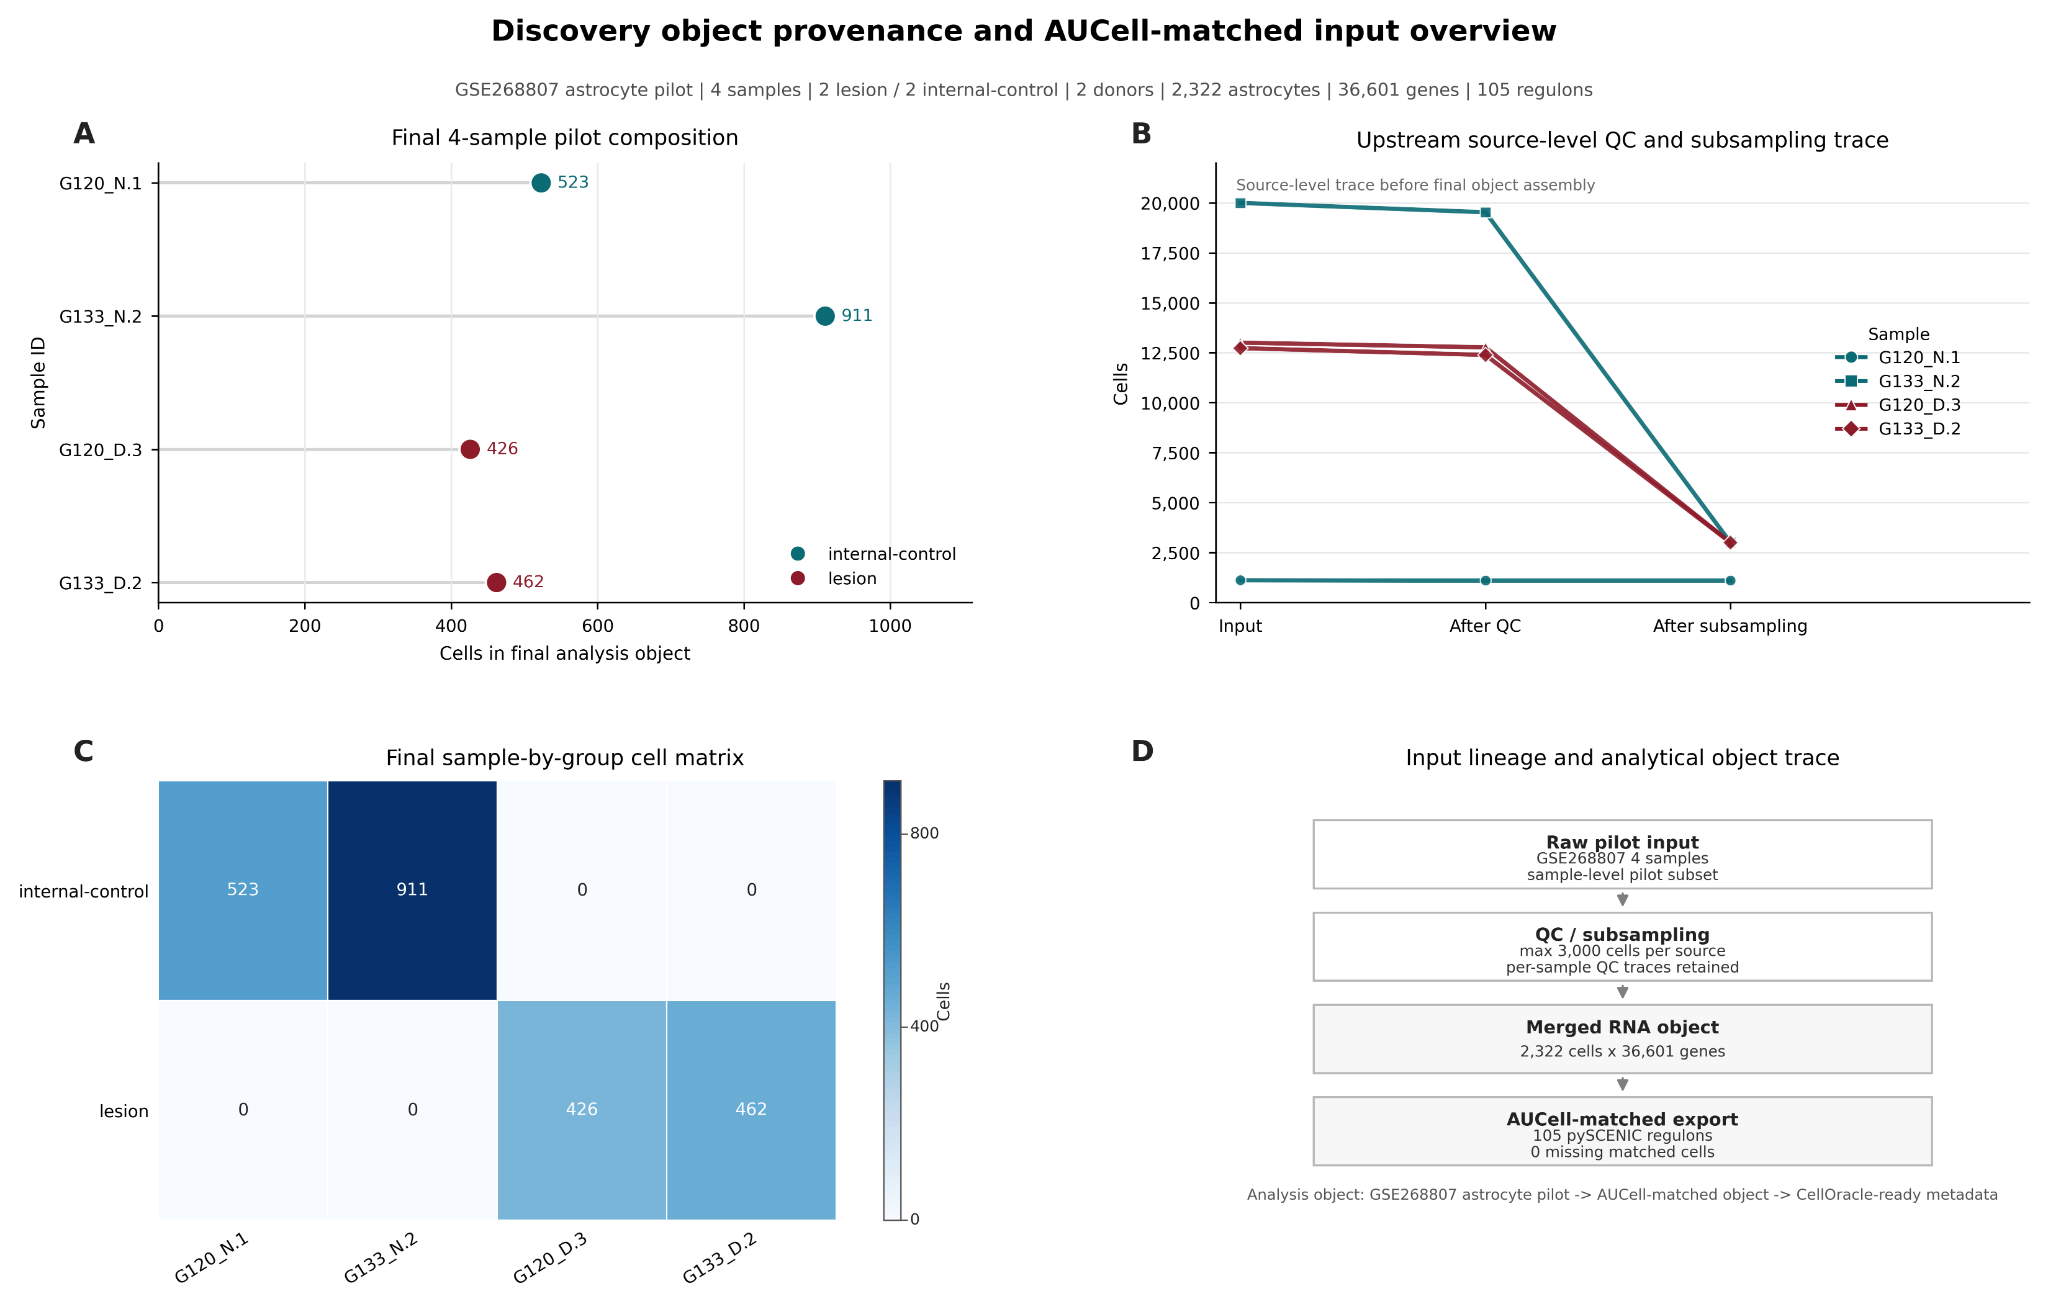 Discovery object provenance and AUCell-matched input overview
GSE268807 astrocyte pilot | 4 samples | 2 lesion / 2 internal-control | 2 donors | 2,322 astrocytes | 36,601 genes | 105 regulons
A
Final 4-sample pilot composition
Sample ID
G120_N.1
G133_N.2
G120_D.3
G133_D.2
523
911
426
462
internal-control
lesion
0 200 400 600 800 1000
Cells in final analysis object
B
Upstream source-level QC and subsampling trace
Source-level trace before final object assembly
Cells
20,000
17,500
15,000
12,500
10,000
7,500
5,000
2,500
0
Input After QC After subsampling
Sample
G120_N.1
G133_N.2
G120_D.3
G133_D.2
C
Final sample-by-group cell matrix
internal-control 523 911 0 0
lesion 0 0 426 462
G120_N.1 G133_N.2 G120_D.3 G133_D.2
800
400
0
Cells
D
Input lineage and analytical object trace
Raw pilot input
GSE268807 4 samples
sample-level pilot subset
QC / subsampling
max 3,000 cells per source
per-sample QC traces retained
Merged RNA object
2,322 cells x 36,601 genes
AUCell-matched export
105 pySCENIC regulons
0 missing matched cells
Analysis object: GSE268807 astrocyte pilot -> AUCell-matched object -> CellOracle-ready metadata